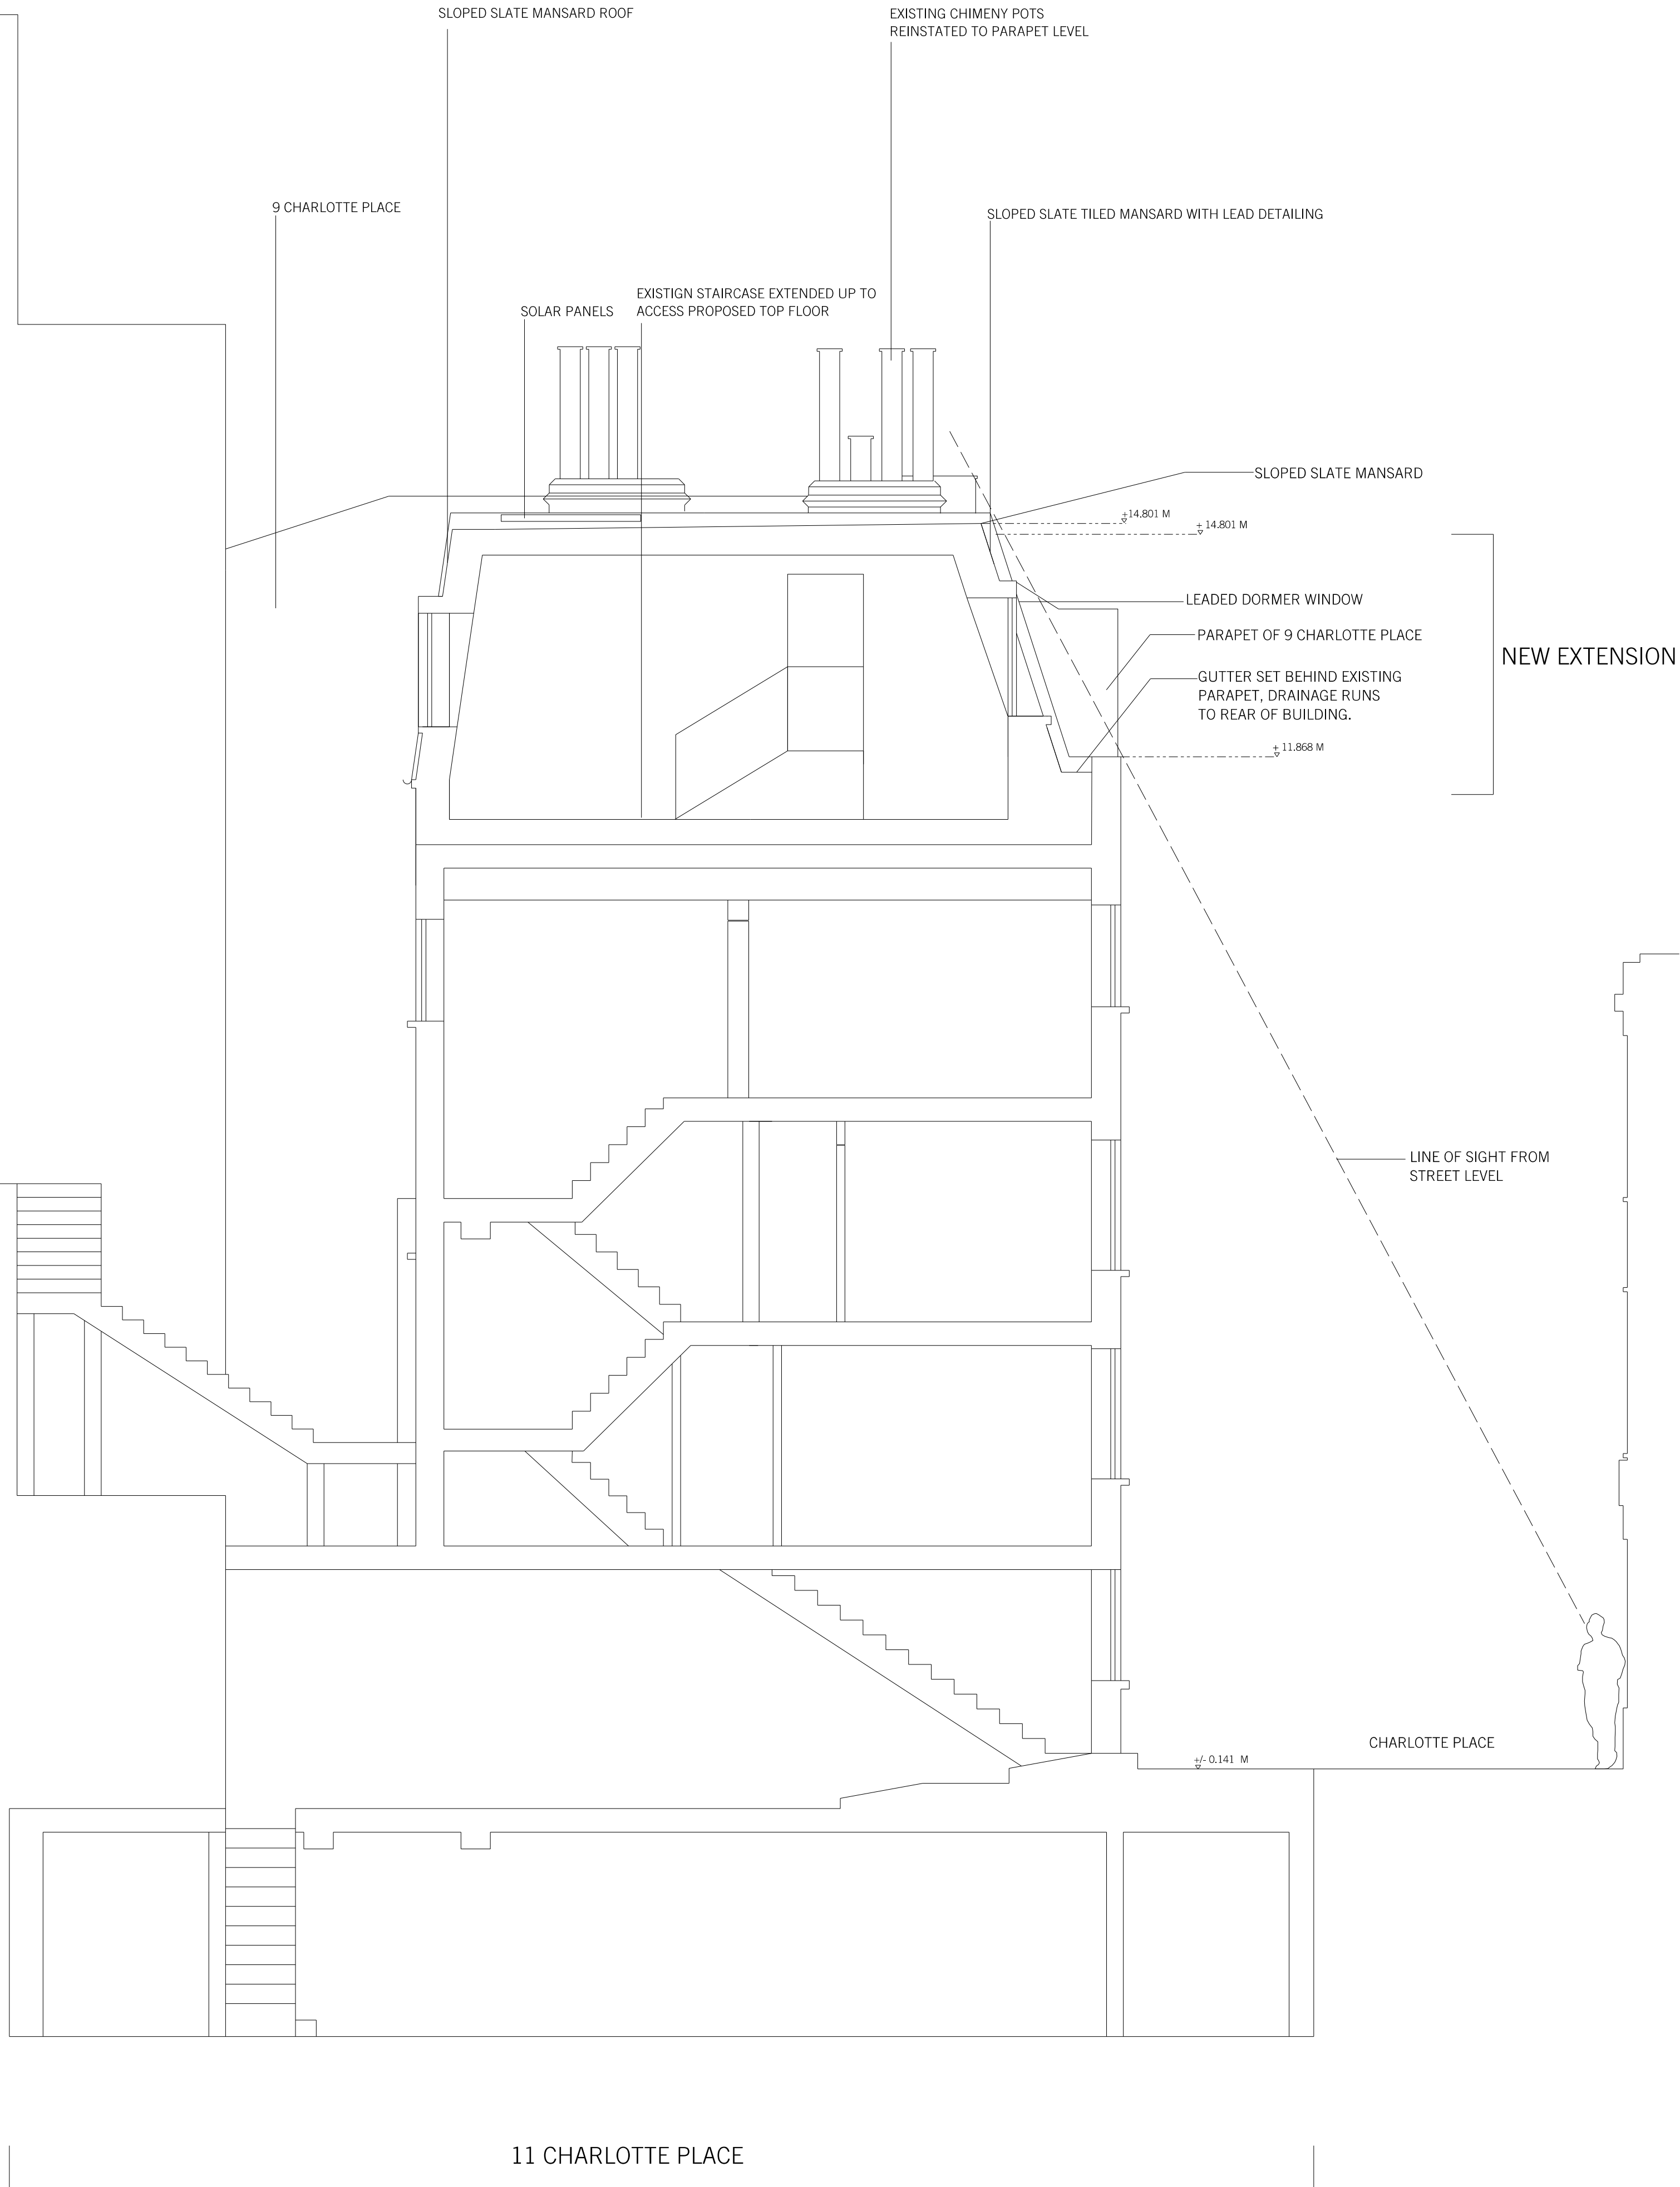 SLOPED SLATE MANSARD ROOF
EXISTING CHIMENY POTS
REINSTATED TO PARAPET LEVEL
9 CHARLOTTE PLACE
SLOPED SLATE TILED MANSARD WITH LEAD DETAILING
SOLAR PANELS
EXISTIGN STAIRCASE EXTENDED UP TO
ACCESS PROPOSED TOP FLOOR
SLOPED SLATE MANSARD
+14.801 M
+ 14.801 M
LEADED DORMER WINDOW
PARAPET OF 9 CHARLOTTE PLACE
NEW EXTENSION
GUTTER SET BEHIND EXISTING
PARAPET, DRAINAGE RUNS
TO REAR OF BUILDING.
+ 11.868 M
LINE OF SIGHT FROM
STREET LEVEL
CHARLOTTE PLACE
+/- 0.141 M
11 CHARLOTTE PLACE